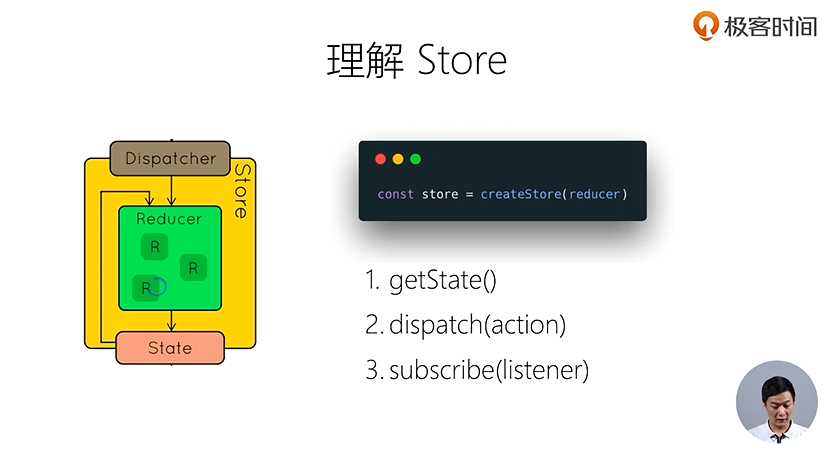 极客时间
理解 Store
Dispatcher
Store
Reducer
R
R
R
State
const store = createStore(reducer)
1. getState()
2. dispatch(action)
3. subscribe(listener)